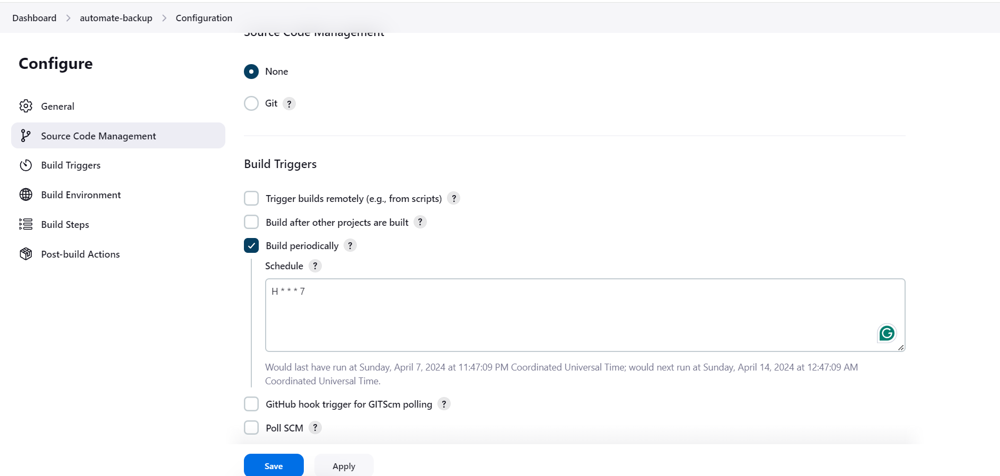 Dashboard > automate-backup > Configuration
Source Code Management
Configure
None
Git ?
General
Source Code Management
Build Triggers
Build Environment
Build Steps
Post-build Actions
Build Triggers
Trigger builds remotely (e.g., from scripts) ?
Build after other projects are built ?
Build periodically ?
Schedule ?
H * * * 7
Would last have run at Sunday, April 7, 2024 at 11:47:09 PM Coordinated Universal Time; would next run at Sunday, April 14, 2024 at 12:47:09 AM
Coordinated Universal Time.
GitHub hook trigger for GITScm polling ?
Poll SCM ?
Save
Apply